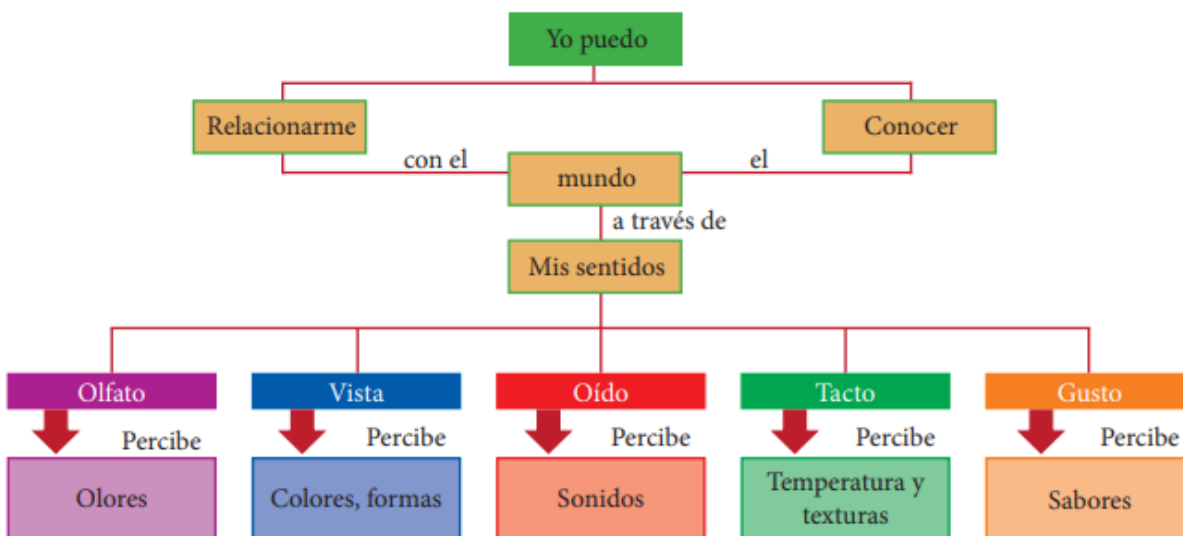 Yo puedo
Relacionarme
Conocer
con el
mundo
el
a través de
Mis sentidos
Olfato
Vista
Oído
Tacto
Gusto
Percibe
Percibe
Percibe
Percibe
Percibe
Olores
Colores, formas
Sonidos
Temperatura y
texturas
Sabores